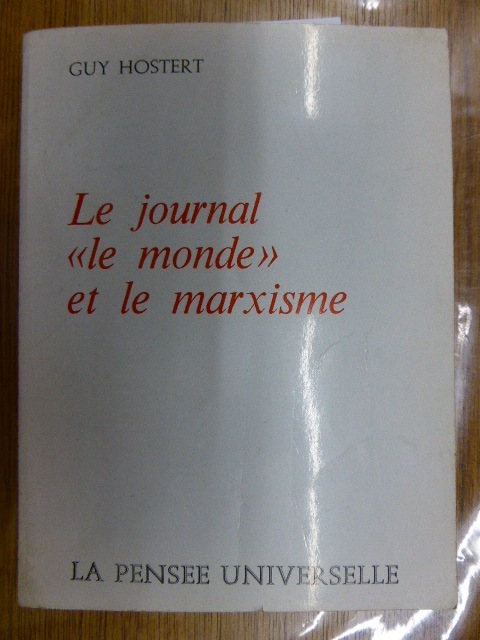 GUY HOSTERT
Le journal
«le monde»
et le marxisme
LA PENSEE UNIVERSELLE